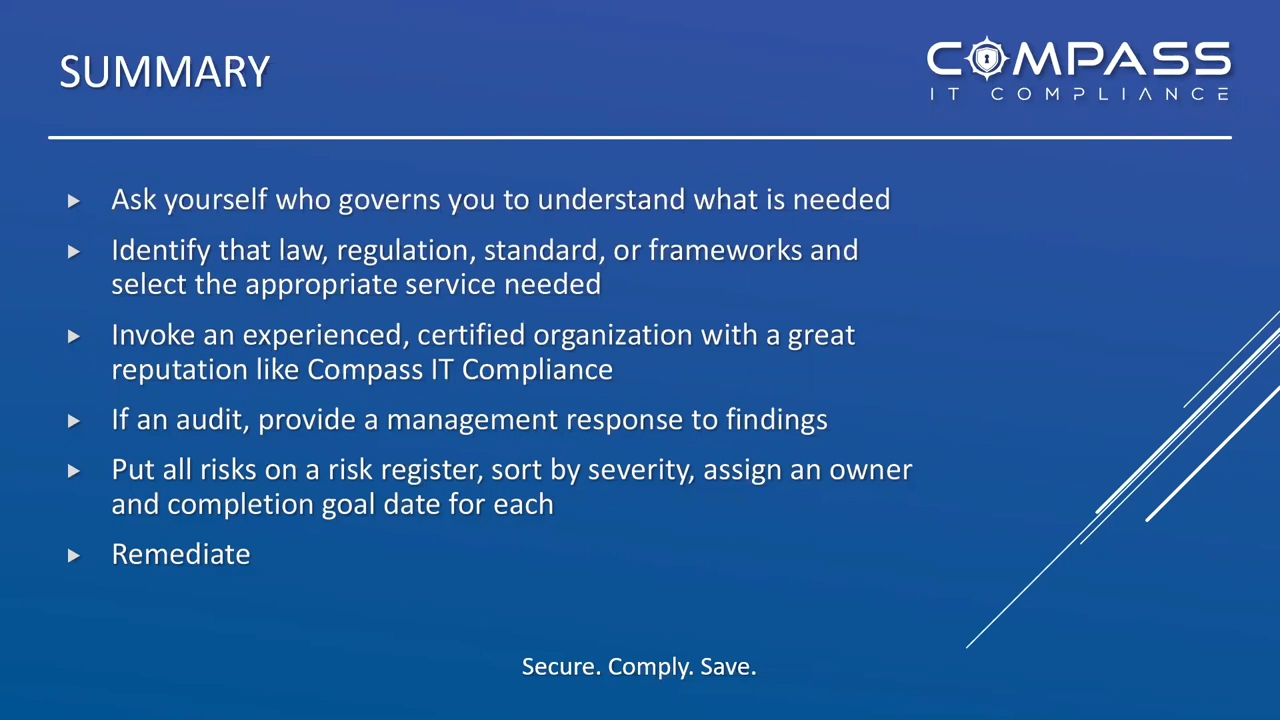 SUMMARY
COMPASS
IT COMPLIANCE
Ask yourself who governs you to understand what is needed
Identify that law, regulation, standard, or frameworks and
select the appropriate service needed
Invoke an experienced, certified organization with a great
reputation like Compass IT Compliance
If an audit, provide a management response to findings
Put all risks on a risk register, sort by severity, assign an owner
and completion goal date for each
Remediate
Secure. Comply. Save.